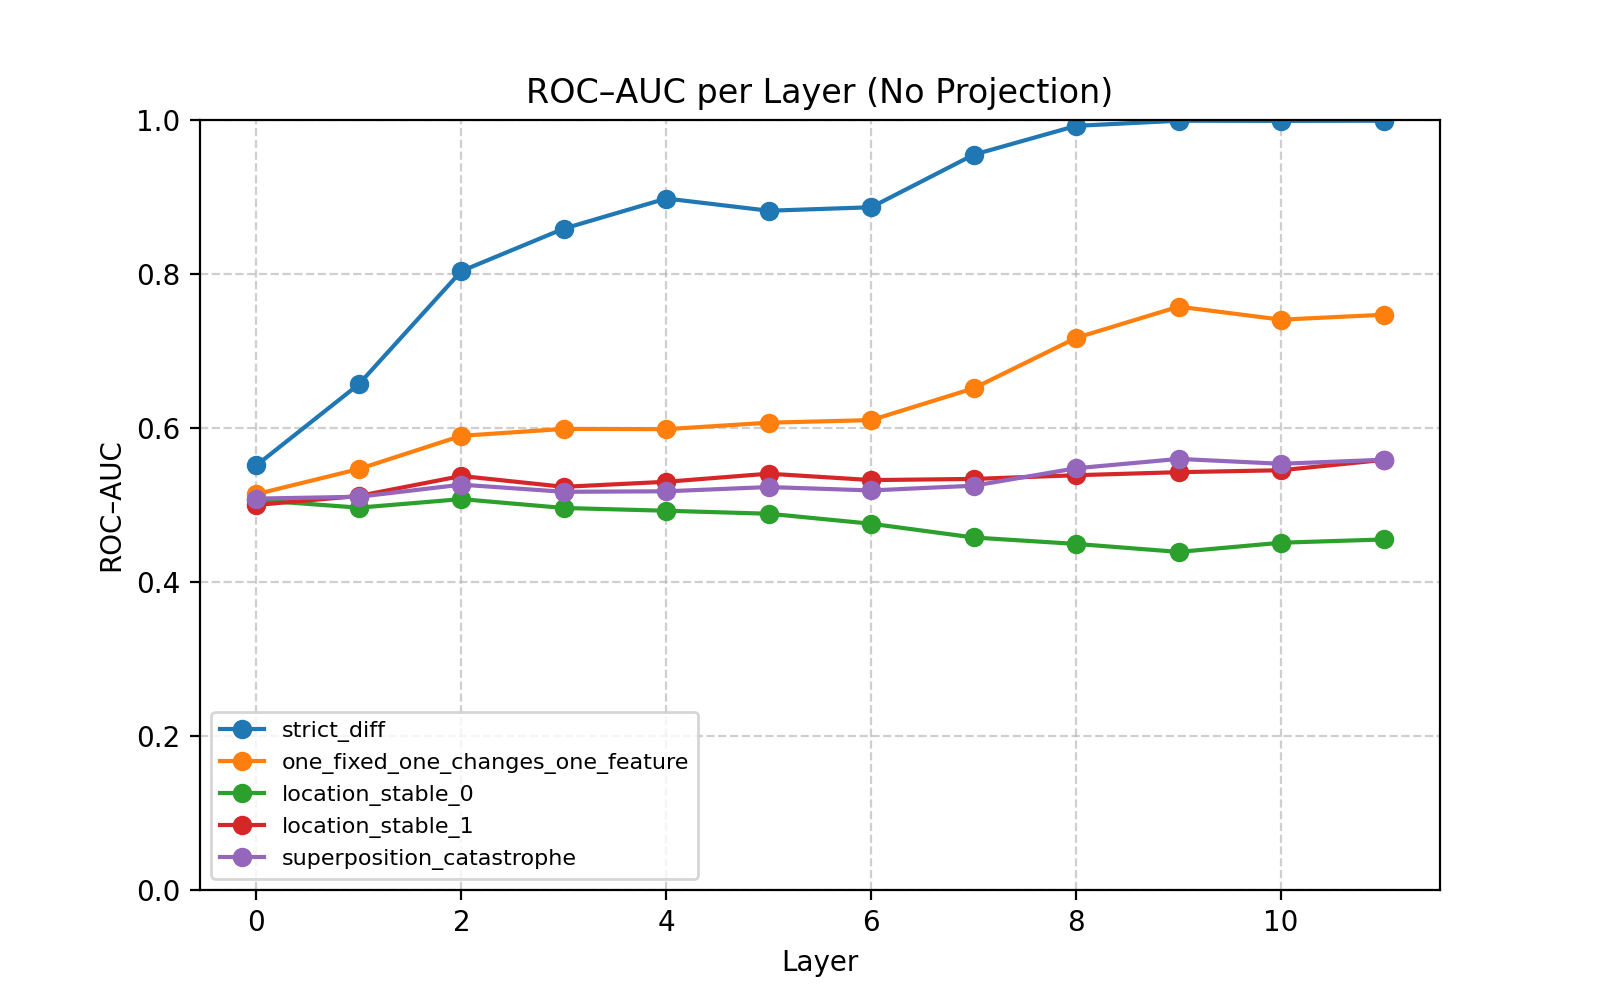 ROC–AUC per Layer (No Projection)
1.0
0.8
0.6
0.4
0.2
0.0
ROC–AUC
strict_diff
one_fixed_one_changes_one_feature
location_stable_0
location_stable_1
superposition_catastrophe
0 2 4 6 8 10
Layer